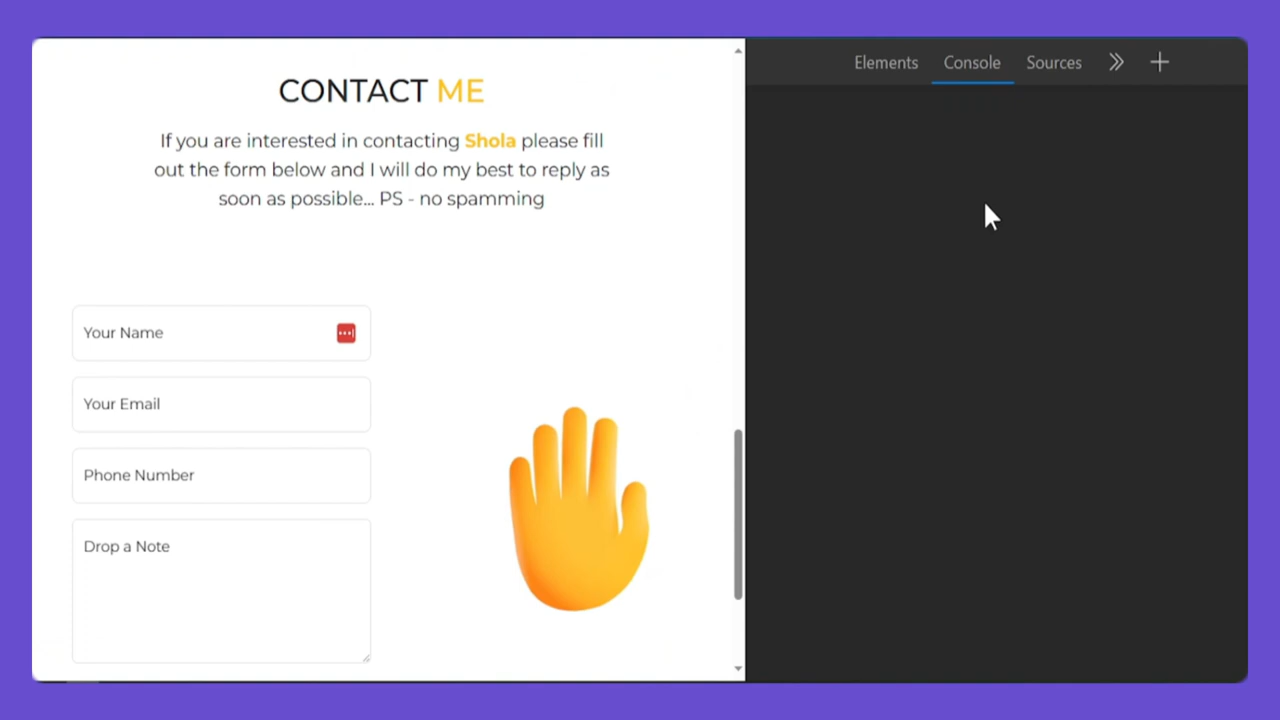 CONTACT ME
If you are interested in contacting Shola please fill
out the form below and I will do my best to reply as
soon as possible... PS - no spamming
Your Name
Your Email
Phone Number
Drop a Note
Elements Console Sources